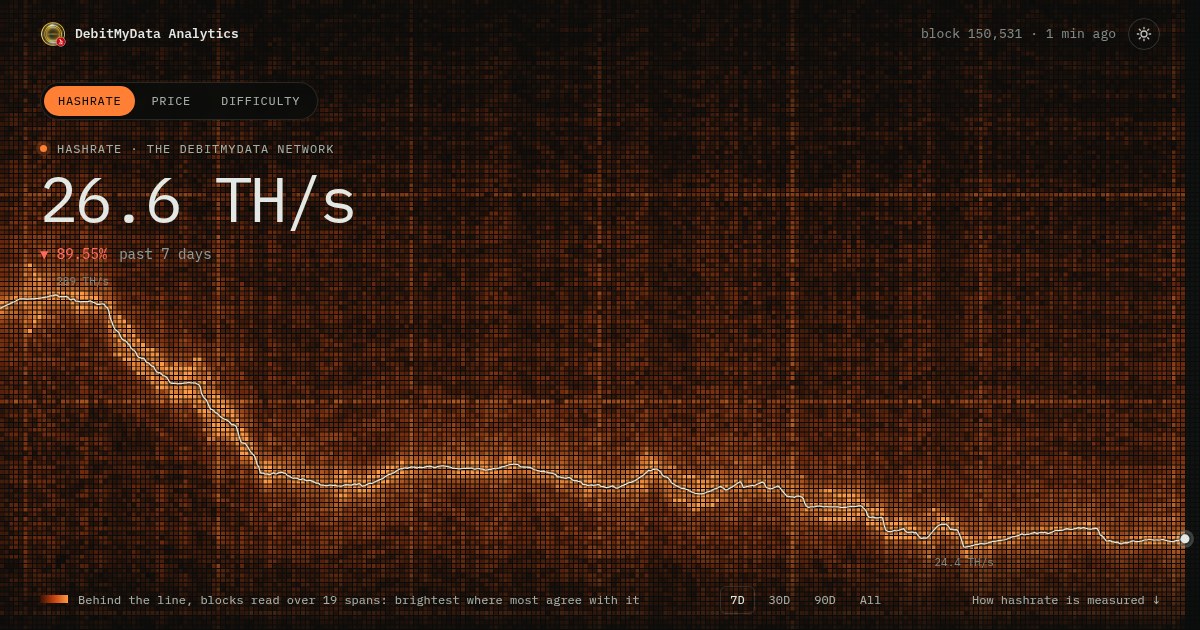 DebitMyData Analytics
block 150,531 · 1 min ago
HASHRATE PRICE DIFFICULTY
HASHRATE · THE DEBITMYDATA NETWORK
26.6 TH/s
▼ 89.55% past 7 days
289 TH/s
24.4 TH/s
Behind the line, blocks read over 19 spans: brightest where most agree with it
7D 30D 90D All
How hashrate is measured ↓